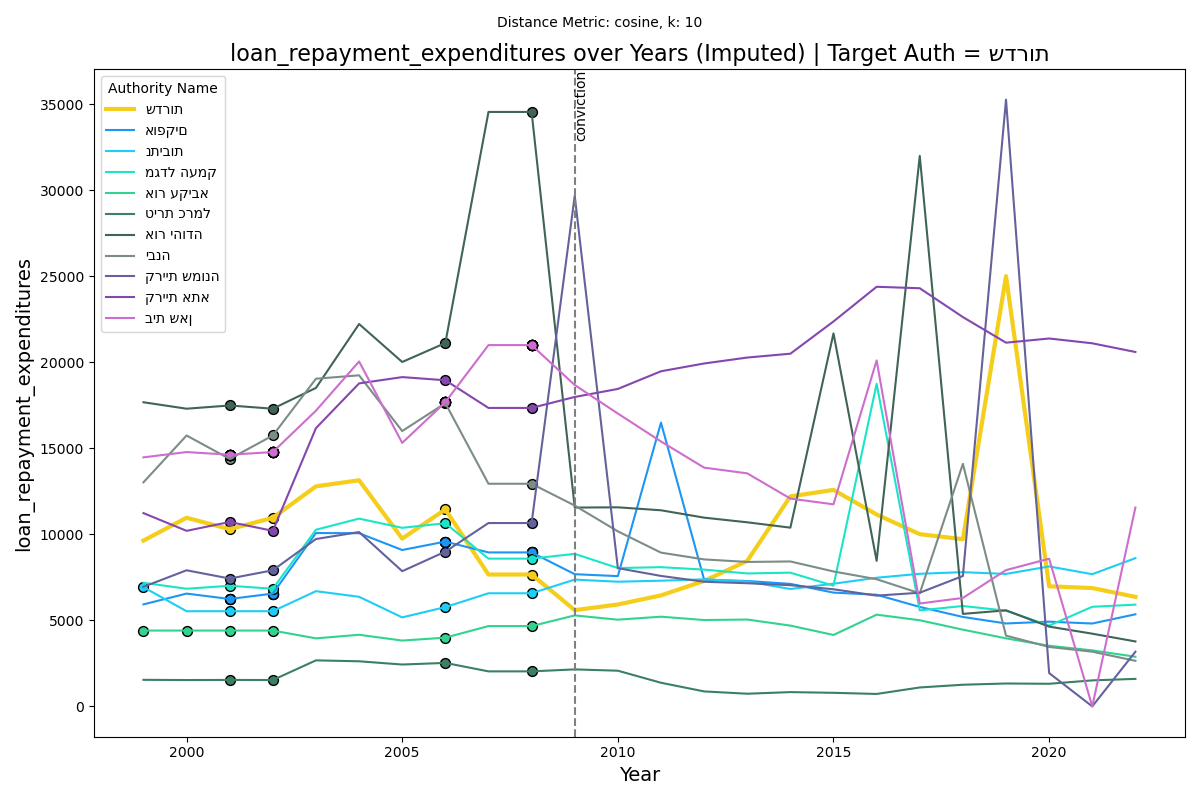 Distance Metric: cosine, k: 10
loan_repayment_expenditures over Years (Imputed) | Target Auth = שדרות
Authority Name
שדרות
אופקים
נתיבות
מגדל העמק
אור עקיבא
טירת כרמל
אור יהודה
יבנה
קריית שמונה
קריית אתא
בית שאן
conviction
35000
30000
25000
20000
15000
10000
5000
0
loan_repayment_expenditures
2000
2005
2010
2015
2020
Year